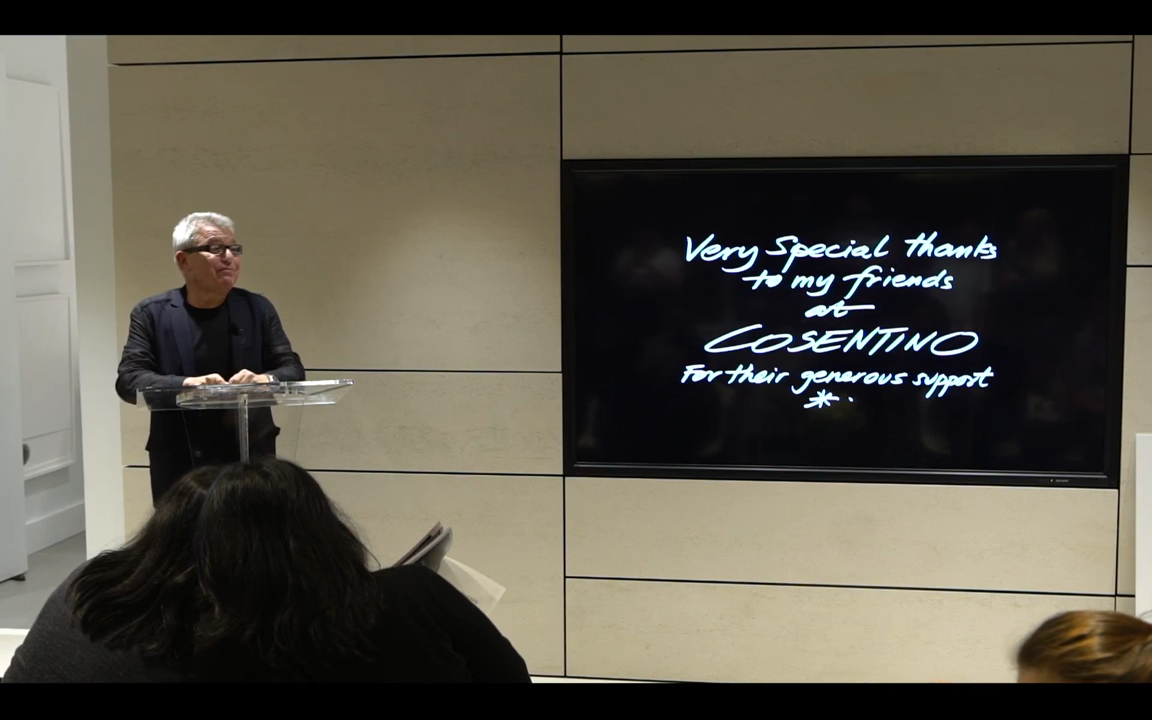 Very Special thanks
to my friends
at
COSENTINO
For their generous support